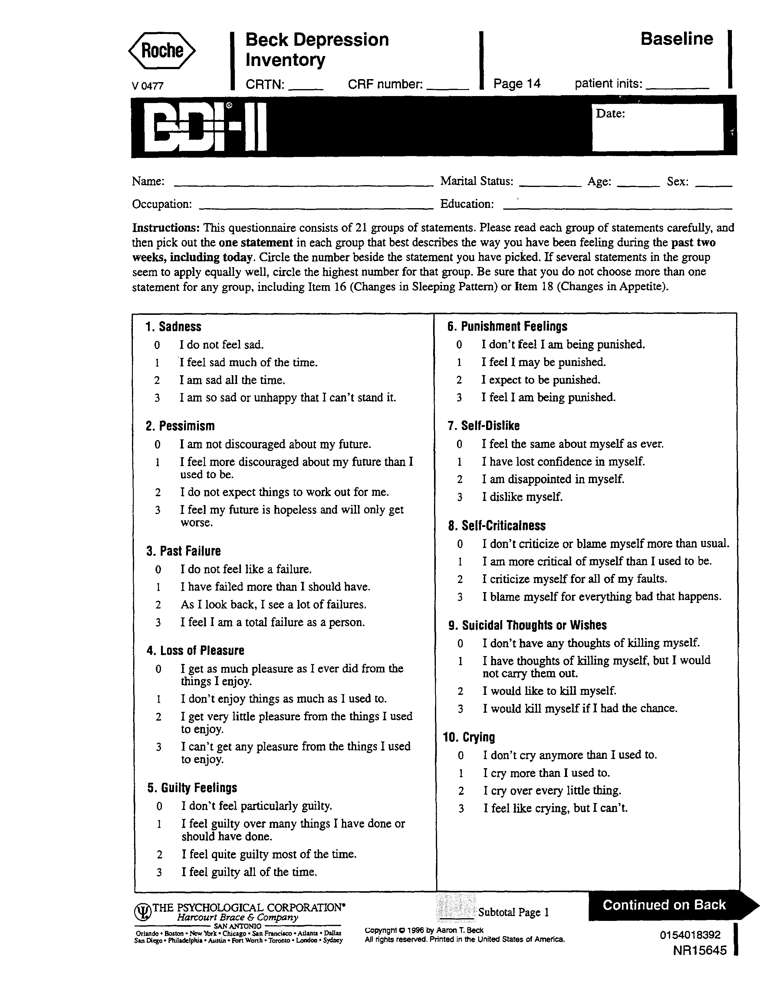 Roche
Beck Depression
Inventory
Baseline
V 0477
CRTN: _____ CRF number: _____
Page 14 patient inits: _____
BDI-II®
Date:
Name: _____ Marital Status: _____ Age: _____ Sex: _____
Occupation: _____ Education: _____
Instructions: This questionnaire consists of 21 groups of statements. Please read each group of statements carefully, and
then pick out the one statement in each group that best describes the way you have been feeling during the past two
weeks, including today. Circle the number beside the statement you have picked. If several statements in the group
seem to apply equally well, circle the highest number for that group. Be sure that you do not choose more than one
statement for any group, including Item 16 (Changes in Sleeping Pattern) or Item 18 (Changes in Appetite).
1. Sadness
0 I do not feel sad.
1 I feel sad much of the time.
2 I am sad all the time.
3 I am so sad or unhappy that I can't stand it.
2. Pessimism
0 I am not discouraged about my future.
1 I feel more discouraged about my future than I
used to be.
2 I do not expect things to work out for me.
3 I feel my future is hopeless and will only get
worse.
3. Past Failure
0 I do not feel like a failure.
1 I have failed more than I should have.
2 As I look back, I see a lot of failures.
3 I feel I am a total failure as a person.
4. Loss of Pleasure
0 I get as much pleasure as I ever did from the
things I enjoy.
1 I don't enjoy things as much as I used to.
2 I get very little pleasure from the things I used
to enjoy.
3 I can't get any pleasure from the things I used
to enjoy.
5. Guilty Feelings
0 I don't feel particularly guilty.
1 I feel guilty over many things I have done or
should have done.
2 I feel quite guilty most of the time.
3 I feel guilty all of the time.
6. Punishment Feelings
0 I don't feel I am being punished.
1 I feel I may be punished.
2 I expect to be punished.
3 I feel I am being punished.
7. Self-Dislike
0 I feel the same about myself as ever.
1 I have lost confidence in myself.
2 I am disappointed in myself.
3 I dislike myself.
8. Self-Criticalness
0 I don't criticize or blame myself more than usual.
1 I am more critical of myself than I used to be.
2 I criticize myself for all of my faults.
3 I blame myself for everything bad that happens.
9. Suicidal Thoughts or Wishes
0 I don't have any thoughts of killing myself.
1 I have thoughts of killing myself, but I would
not carry them out.
2 I would like to kill myself.
3 I would kill myself if I had the chance.
10. Crying
0 I don't cry anymore than I used to.
1 I cry more than I used to.
2 I cry over every little thing.
3 I feel like crying, but I can't.
THE PSYCHOLOGICAL CORPORATION®
Harcourt Brace & Company
SAN ANTONIO
Orlando • Boston • New York • Chicago • San Francisco • Atlanta • Dallas
San Diego • Philadelphia • Austin • Fort Worth • Toronto • London • Sydney
_____ Subtotal Page 1
Continued on Back
Copyright © 1996 by Aaron T. Beck
All rights reserved. Printed in the United States of America.
0154018392
NR15645